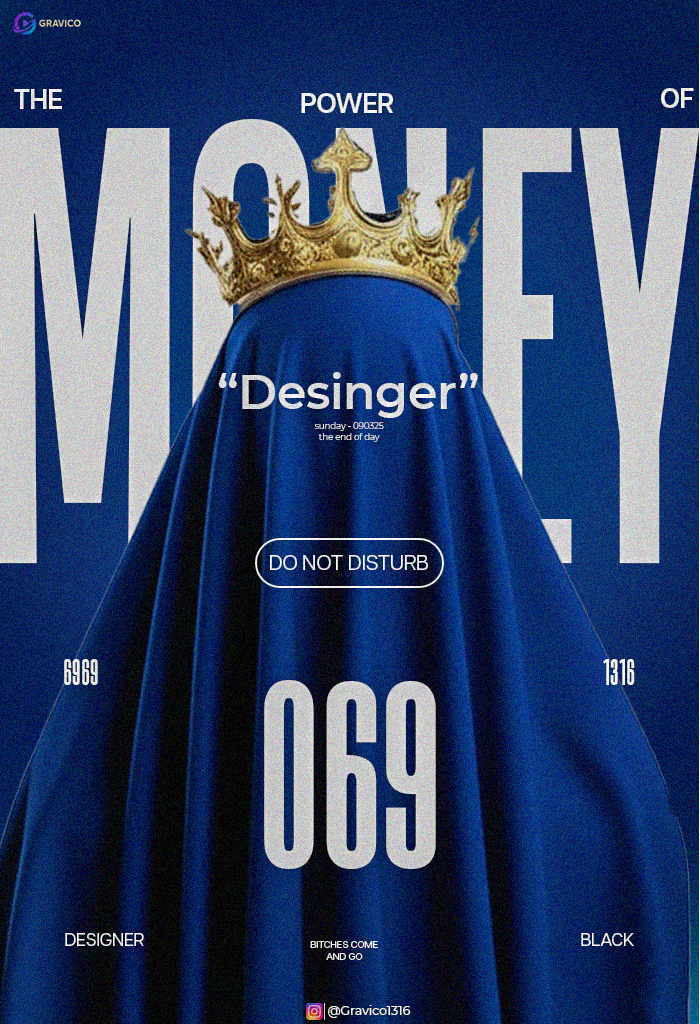 GRAVICO
THE POWER OF
MONEY
“Desinger”
sunday - 090325
the end of day
DO NOT DISTURB
6969 1316
069
DESIGNER BITCHES COME BLACK
AND GO
@Gravico1316